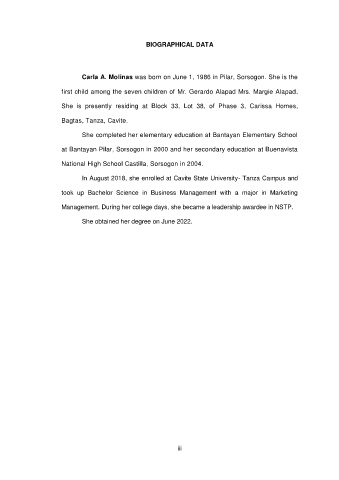 BIOGRAPHICAL DATA
Carla A. Molinas was born on June 1, 1986 in Pilar, Sorsogon. She is the
first child among the seven children of Mr. Gerardo Alapad Mrs. Margie Alapad.
She is presently residing at Block 33, Lot 38, of Phase 3, Carissa Homes,
Bagtas, Tanza, Cavite.
She completed her elementary education at Bantayan Elementary School
at Bantayan Pilar, Sorsogon in 2000 and her secondary education at Buenavista
National High School Castilla, Sorsogon in 2004.
In August 2018, she enrolled at Cavite State University- Tanza Campus and
took up Bachelor Science in Business Management with a major in Marketing
Management. During her college days, she became a leadership awardee in NSTP.
She obtained her degree on June 2022.
iii